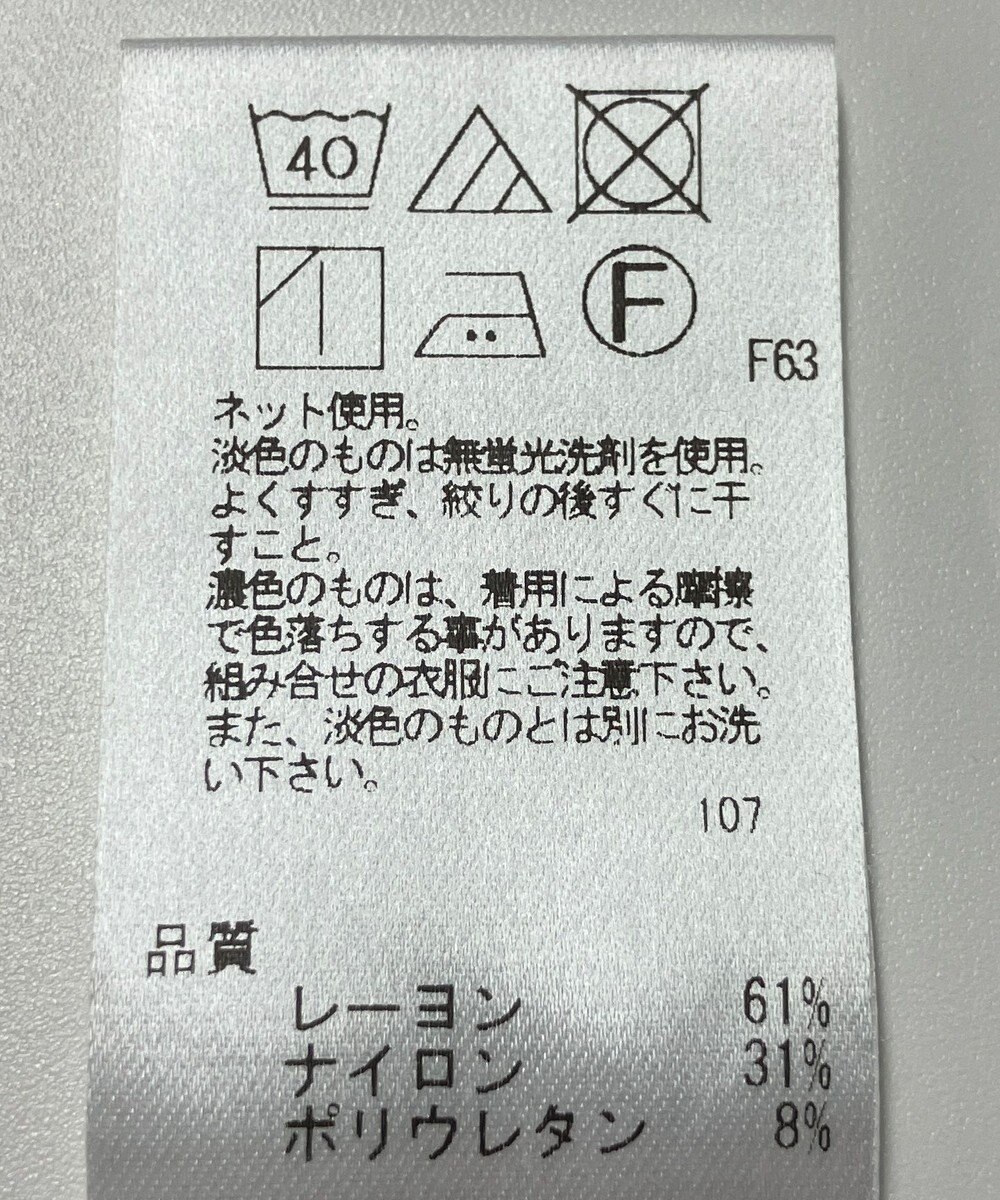 40
F
F63
ネット使用。
淡色のものは無蛍光洗剤を使用。
よくすすぎ、絞りの後すぐに干
すこと。
濃色のものは、着用による摩擦
で色落ちする事がありますので、
組み合せの衣服にご注意下さい。
また、淡色のものとは別にお洗
い下さい。
107
品質
レーヨン 61%
ナイロン 31%
ポリウレタン 8%